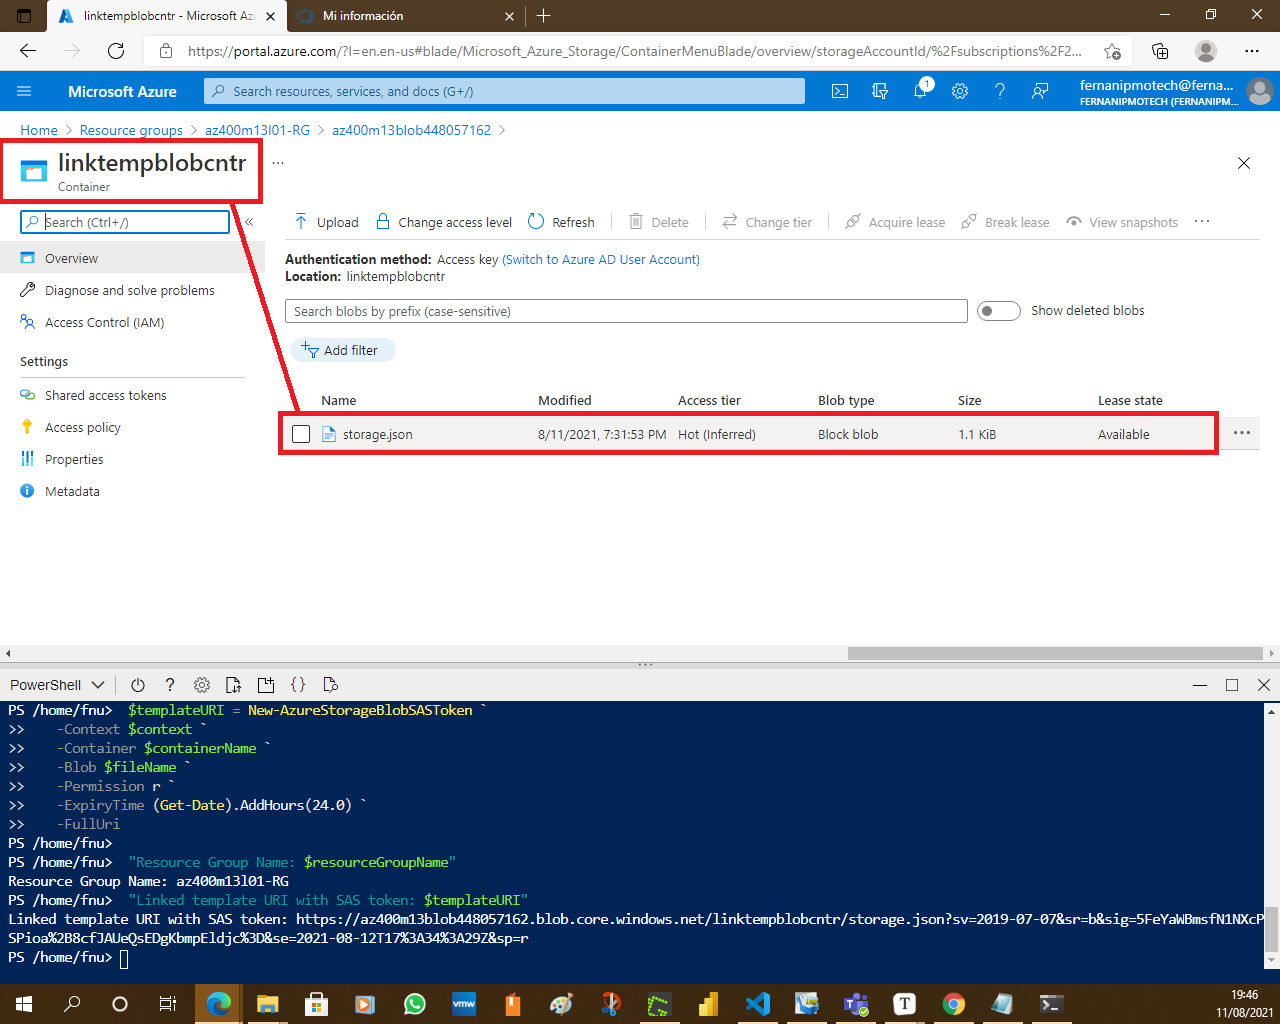 linktempblobcntr - Microsoft Azu
Mi información
https://portal.azure.com/?l=en.en-us#blade/Microsoft_Azure_Storage/ContainerMenuBlade/overview/storageAccountId/%2Fsubscriptions%2F2...
Microsoft Azure
Search resources, services, and docs (G+/)
1
fernanipmotech@ferna...
FERNANIPMOTECH (FERNANIPM...
Home > Resource groups > az400m13l01-RG > az400m13blob448057162 >
linktempblobcntr ...
Container
Search (Ctrl+/)
«
Overview
Diagnose and solve problems
Access Control (IAM)
Settings
Shared access tokens
Access policy
Properties
Metadata
Upload Change access level Refresh Delete Change tier Acquire lease Break lease View snapshots ...
Authentication method: Access key (Switch to Azure AD User Account)
Location: linktempblobcntr
Search blobs by prefix (case-sensitive)
Show deleted blobs
Add filter
Name Modified Access tier Blob type Size Lease state
storage.json 8/11/2021, 7:31:53 PM Hot (Inferred) Block blob 1.1 KiB Available ...
PowerShell
PS /home/fnu> $templateURI = New-AzureStorageBlobSASToken `
>> -Context $context `
>> -Container $containerName `
>> -Blob $fileName `
>> -Permission r `
>> -ExpiryTime (Get-Date).AddHours(24.0) `
>> -FullUri
PS /home/fnu>
PS /home/fnu> "Resource Group Name: $resourceGroupName"
Resource Group Name: az400m13l01-RG
PS /home/fnu> "Linked template URI with SAS token: $templateURI"
Linked template URI with SAS token: https://az400m13blob448057162.blob.core.windows.net/linktempblobcntr/storage.json?sv=2019-07-07&sr=b&sig=5FeYaWBmsfN1NXcP
SPioa%2B8cfJAUeQsEDgKbmpEldjc%3D&se=2021-08-12T17%3A34%3A29Z&sp=r
PS /home/fnu>
vmw
T
19:46
11/08/2021